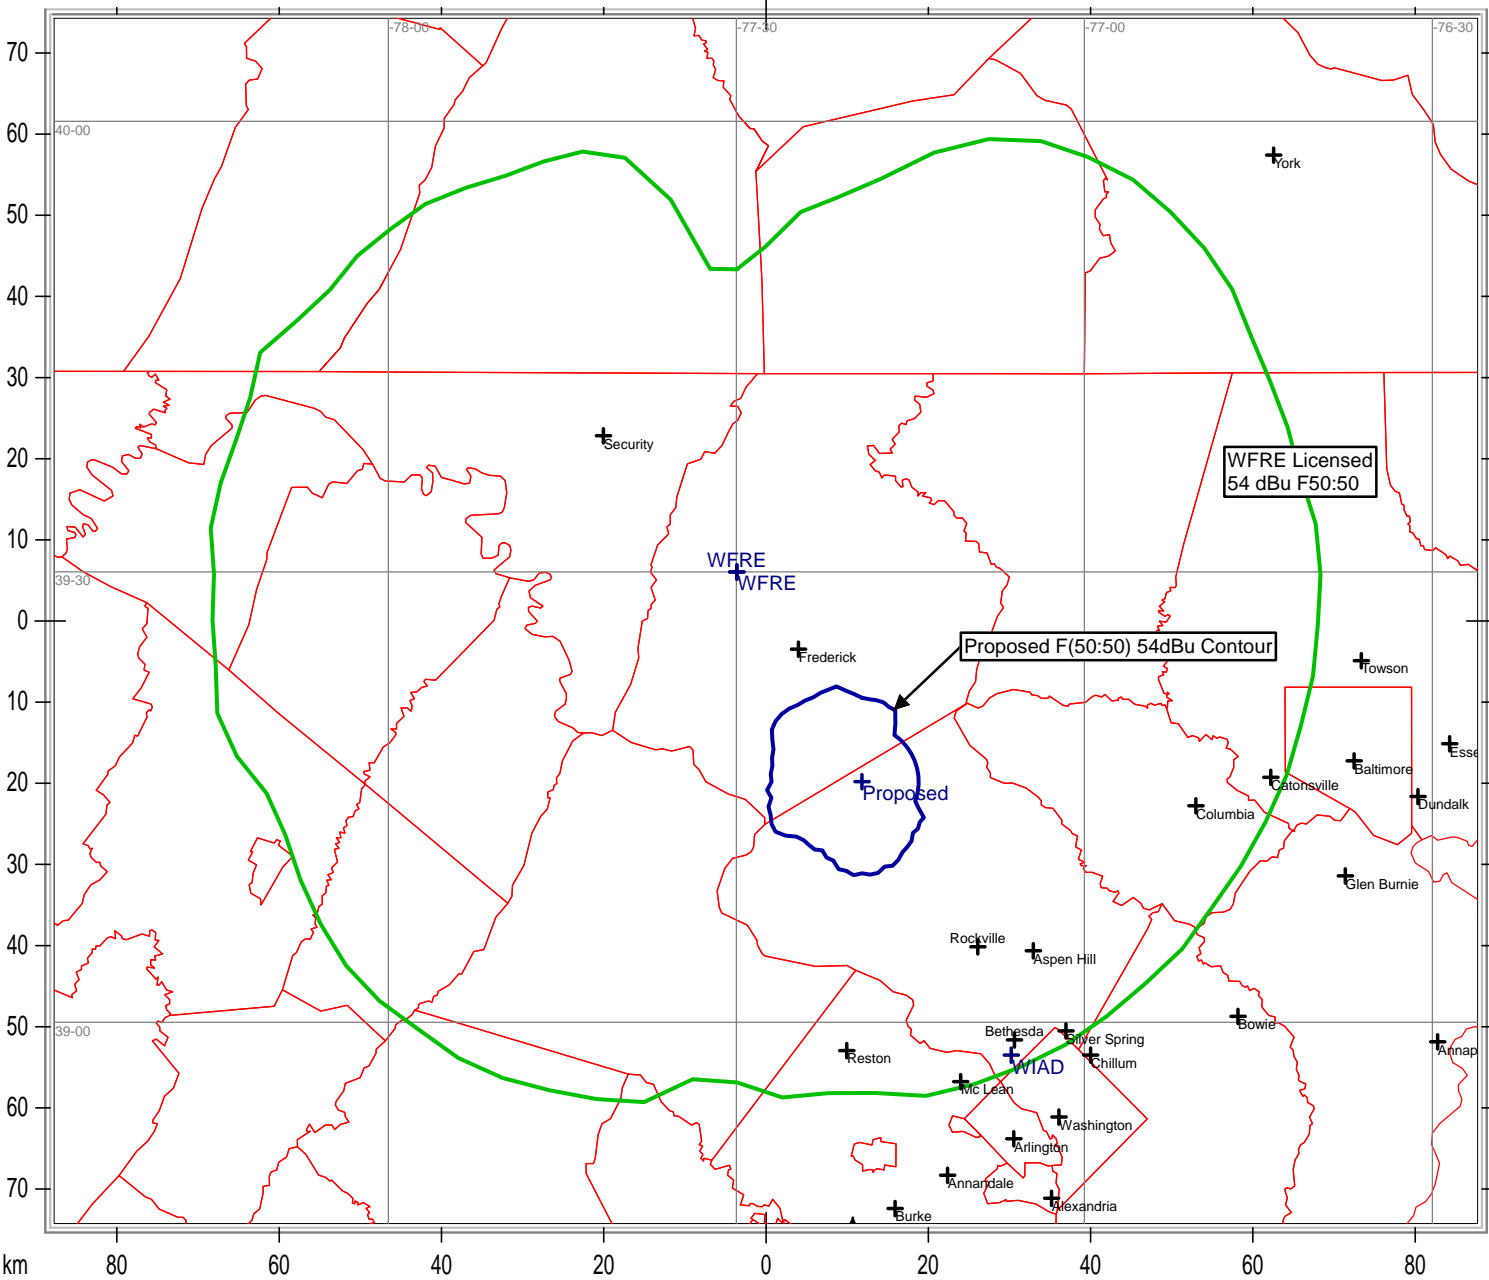 -78-00
-77-30
-77-00
-76-30
70
40-00
60
York
50
40
30
Security
20
WFRE Licensed
54 dBu F50:50
10
WFRE
WFRE
39-30
0
Proposed F(50:50) 54dBu Contour
Frederick
Towson
10
Esse
Baltimore
Catonsville
20
Proposed
Dundalk
Columbia
30
Glen Burnie
Rockville
40
Aspen Hill
50
39-00
Bowie
Bethesda
Silver Spring
Annap
Reston
Chillum
WIAD
Mc Lean
60
Washington
Arlington
70
Annandale
Alexandria
Burke
km
80
60
40
20
0
20
40
60
80